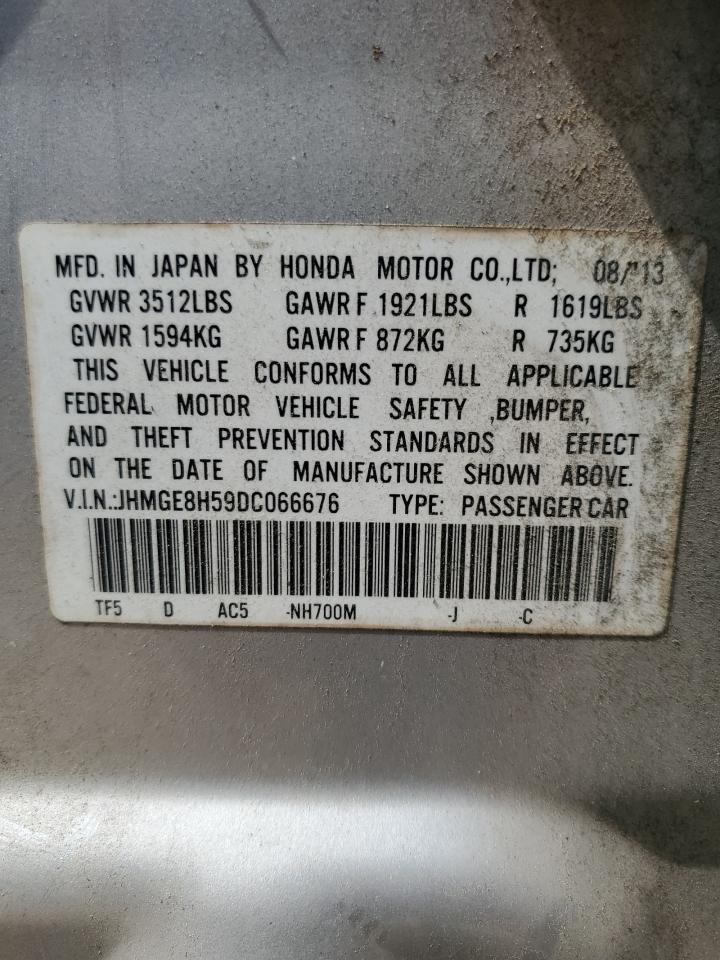 MFD. IN JAPAN BY HONDA MOTOR CO.,LTD; 08/13
GVWR 3512LBS GAWR F 1921LBS R 1619LBS
GVWR 1594KG GAWR F 872KG R 735KG
THIS VEHICLE CONFORMS TO ALL APPLICABLE
FEDERAL MOTOR VEHICLE SAFETY ,BUMPER,
AND THEFT PREVENTION STANDARDS IN EFFECT
ON THE DATE OF MANUFACTURE SHOWN ABOVE.
V.I.N.:JHMGE8H59DC066676 TYPE: PASSENGER CAR
TF5 D AC5 -NH700M -J -C